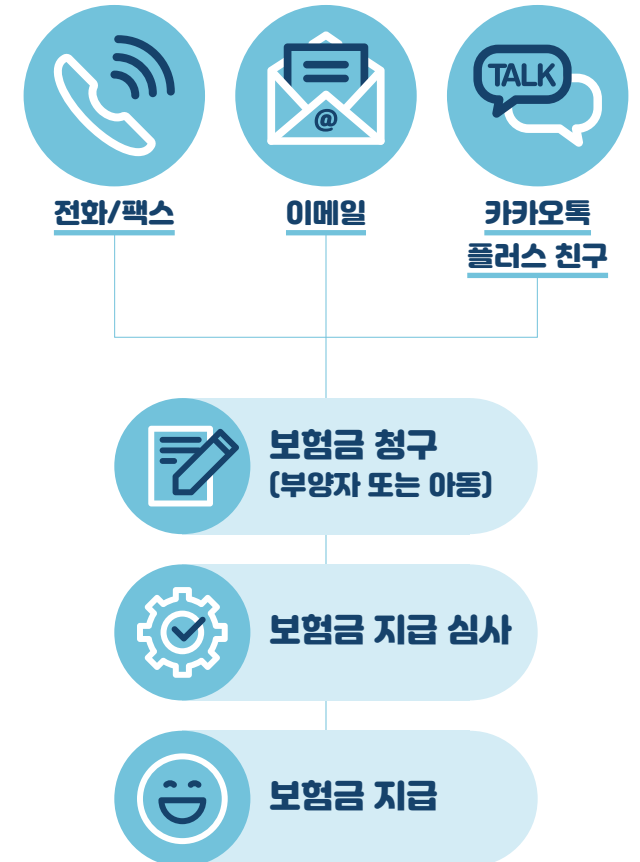 @
TALK
전화/팩스
이메일
카카오톡
플러스 친구
보험금 청구
(부양자 또는 아동)
보험금 지급 심사
보험금 지급